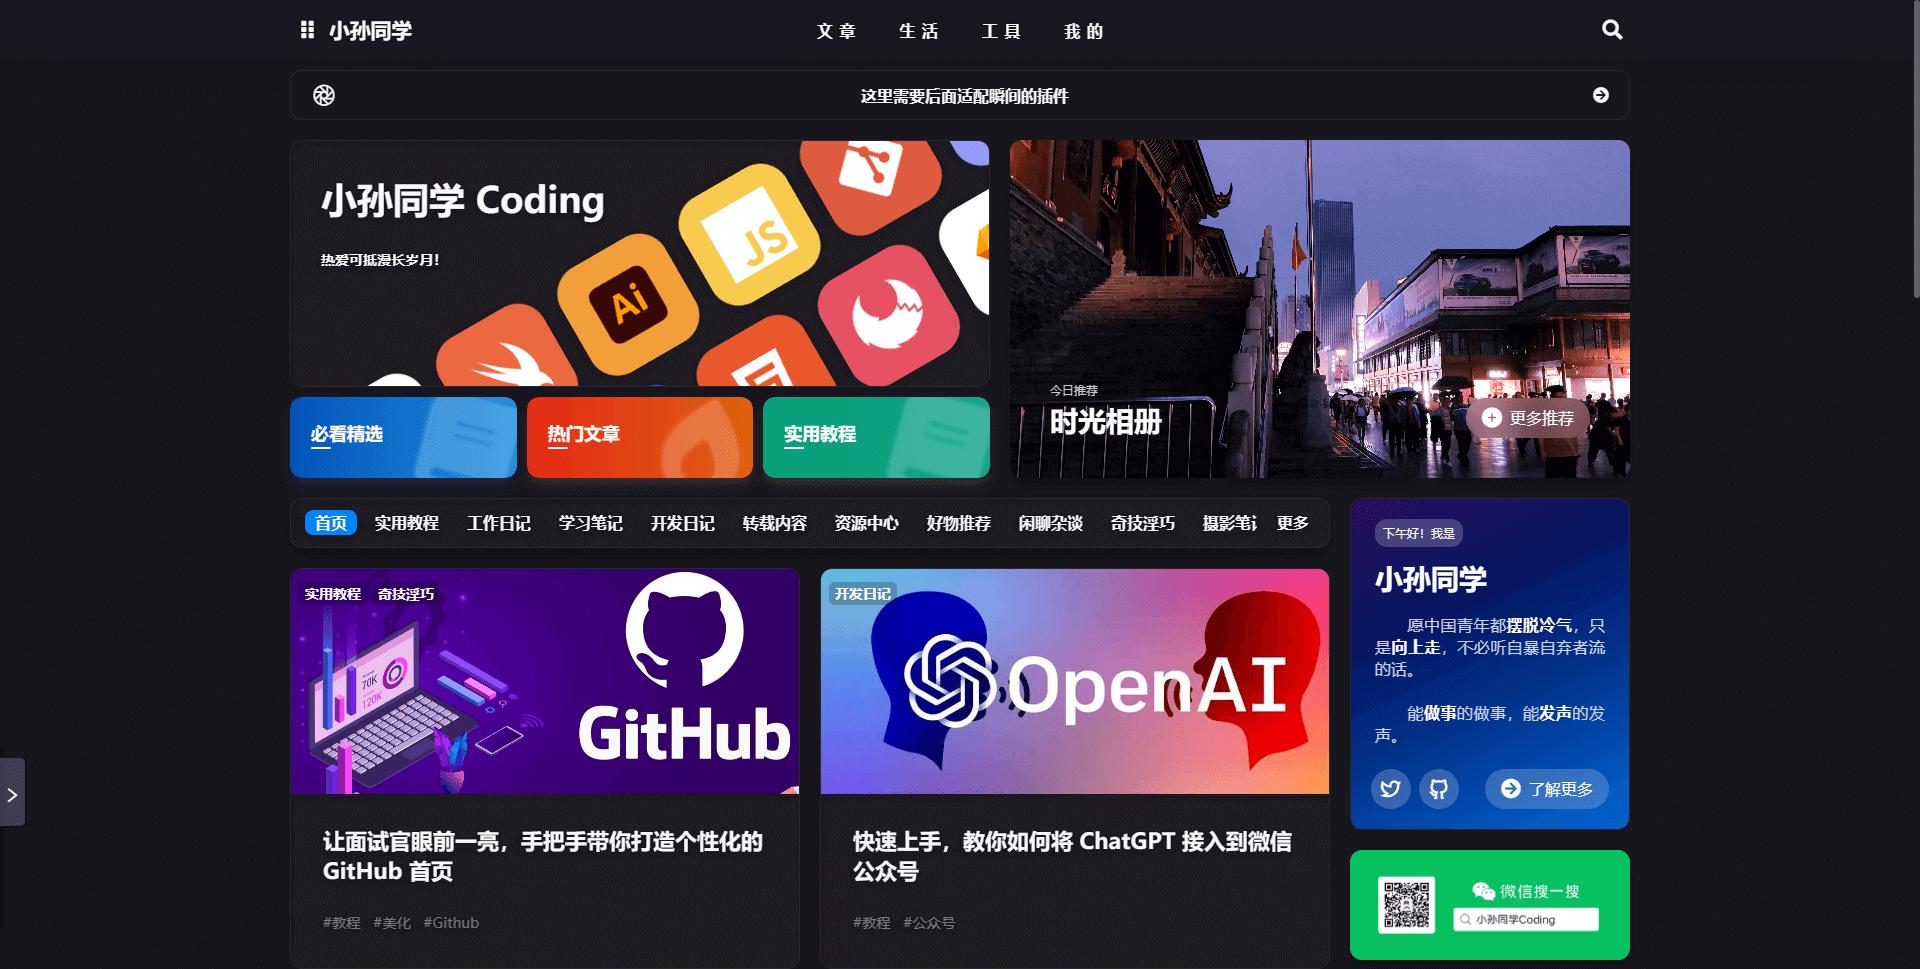 小孙同学
文章 生活 工具 我的
这里需要后面适配瞬间的插件
小孙同学 Coding
热爱可抵漫长岁月！
JS
Ai
今日推荐
时光相册
更多推荐
必看精选
热门文章
实用教程
首页 实用教程 工作日记 学习笔记 开发日记 转载内容 资源中心 好物推荐 闲聊杂谈 奇技淫巧 摄影笔记 更多
实用教程 奇技淫巧
70K
120K
GitHub
让面试官眼前一亮，手把手带你打造个性化的
GitHub 首页
#教程 #美化 #Github
开发日记
OpenAI
快速上手，教你如何将 ChatGPT 接入到微信
公众号
#教程 #公众号
下午好！我是
小孙同学
愿中国青年都摆脱冷气，只
是向上走，不必听自暴自弃者流
的话。
能做事的做事，能发声的发
声。
了解更多
微信搜一搜
小孙同学Coding